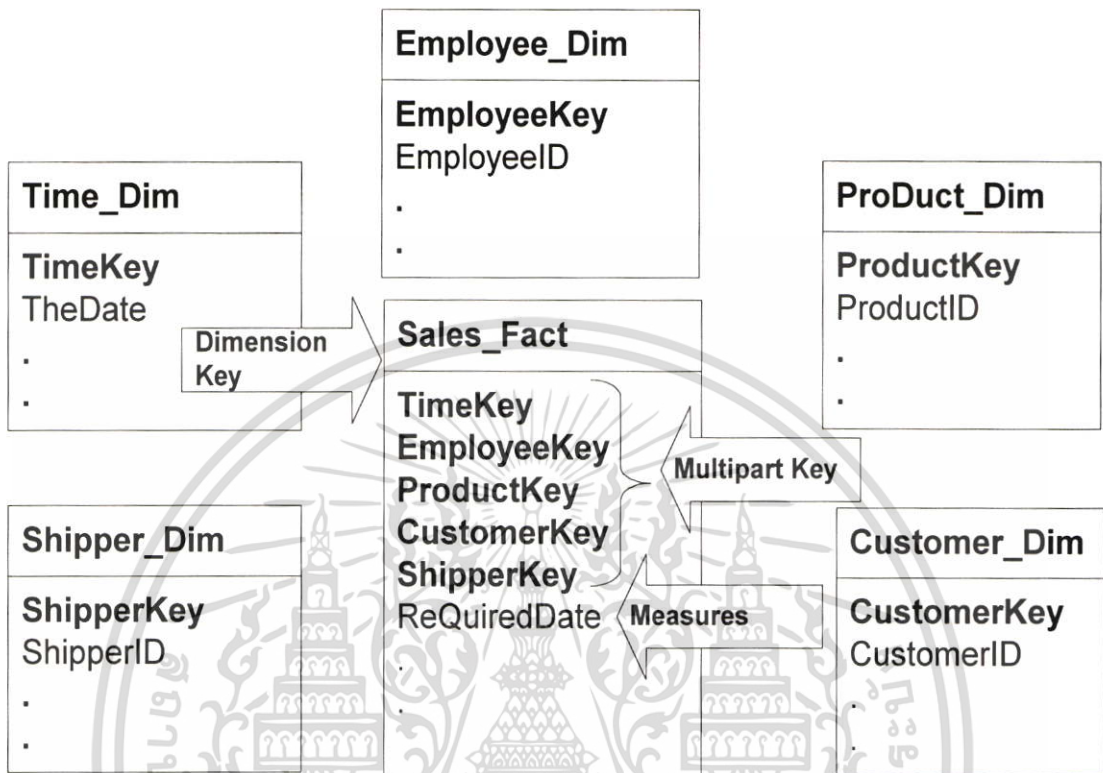 Employee_Dim
EmployeeKey
EmployeeID
.
.
Time_Dim
TimeKey
TheDate
.
.
Dimension
Key
ProDuct_Dim
ProductKey
ProductID
.
.
Sales_Fact
TimeKey
EmployeeKey
ProductKey
CustomerKey
ShipperKey
ReQuiredDate
.
.
Multipart Key
Measures
Shipper_Dim
ShipperKey
ShipperID
.
.
Customer_Dim
CustomerKey
CustomerID
.
.